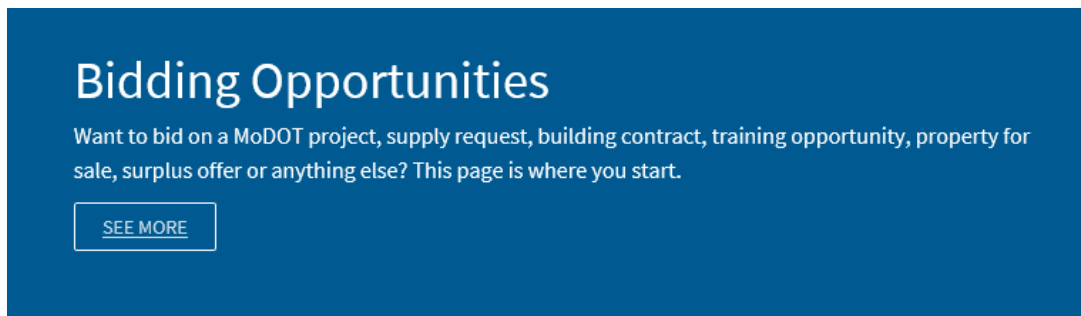 Bidding Opportunities
Want to bid on a MoDOT project, supply request, building contract, training opportunity, property for
sale, surplus offer or anything else? This page is where you start.
SEE MORE